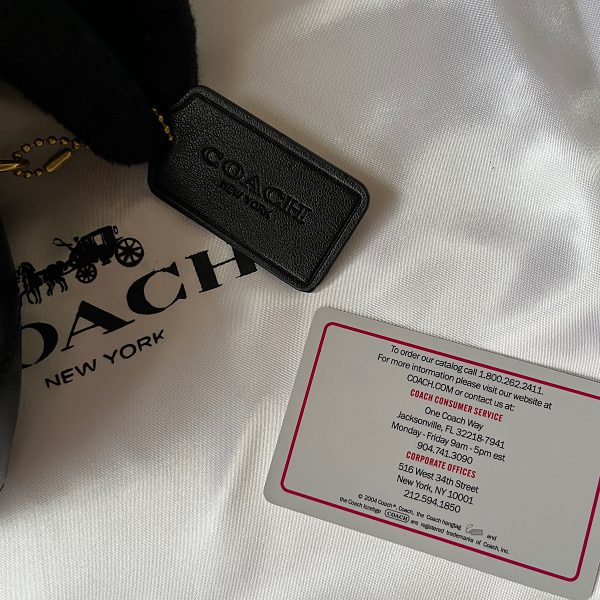 COACH
NEW YORK
OACH
NEW YORK
To order our catalog call 1.800.262.2411.
For more information please visit our website at
COACH.COM or contact us at:
COACH CONSUMER SERVICE
One Coach Way
Jacksonville, FL 32218-7941
Monday - Friday 9am - 5pm est
904.741.3090
CORPORATE OFFICES
516 West 34th Street
New York, NY 10001
212.594.1850
© 2004 Coach®, Coach, the Coach hangtag and
the Coach lozenge COACH are registered trademarks of Coach, Inc.